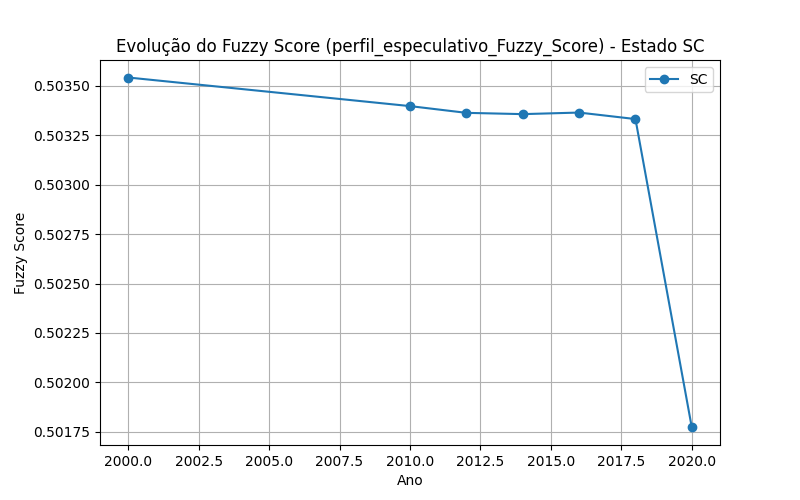 Evolução do Fuzzy Score (perfil_especulativo_Fuzzy_Score) - Estado SC
SC
Fuzzy Score
0.50350
0.50325
0.50300
0.50275
0.50250
0.50225
0.50200
0.50175
2000.0 2002.5 2005.0 2007.5 2010.0 2012.5 2015.0 2017.5 2020.0
Ano